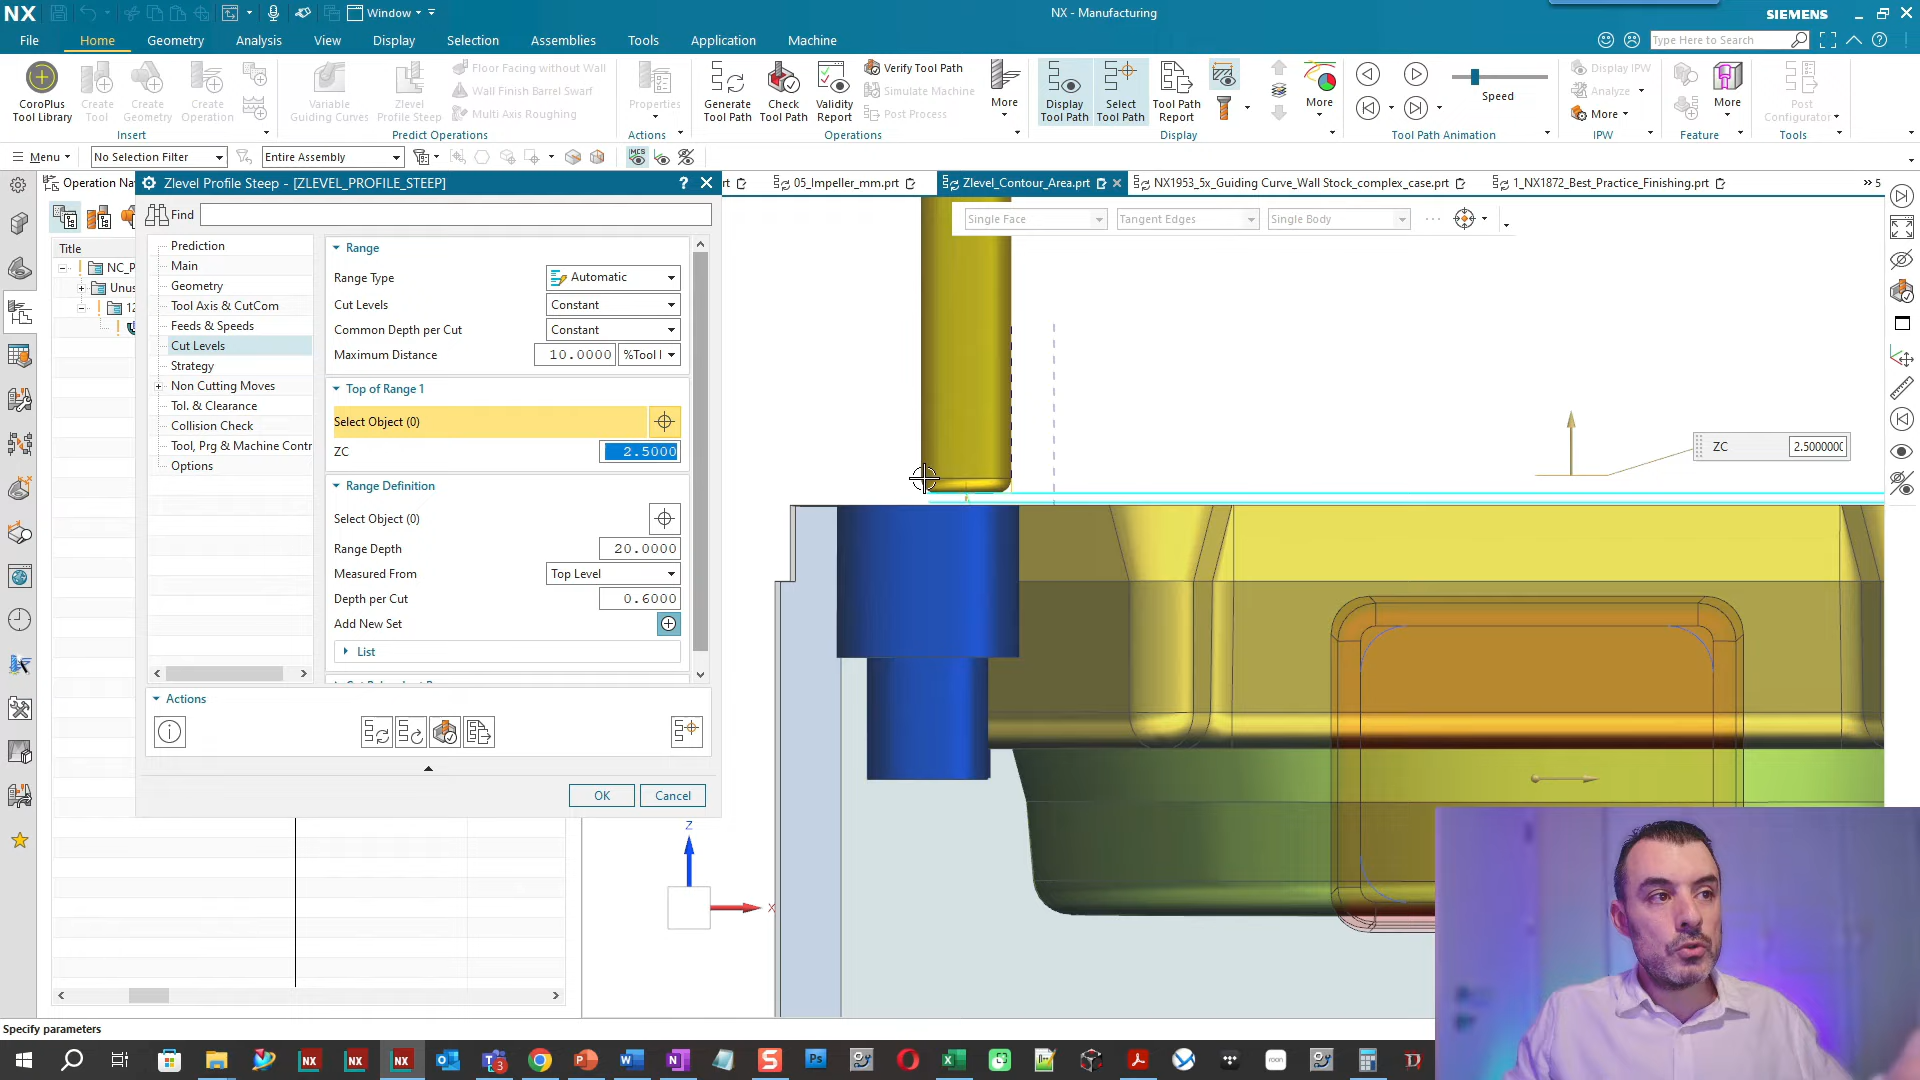 NX
Window
NX - Manufacturing
SIEMENS
File
Home
Geometry
Analysis
View
Display
Selection
Assemblies
Tools
Application
Machine
Type Here to Search
CoroPlus
Tool Library
Create
Tool
Create
Geometry
Create
Operation
Insert
Variable
Guiding Curves
Zlevel
Profile Steep
Floor Facing without Wall
Wall Finish Barrel Swarf
Multi Axis Roughing
Predict Operations
Properties
Actions
Generate
Tool Path
Check
Tool Path
Validity
Report
Verify Tool Path
Simulate Machine
Post Process
More
Operations
Display
Tool Path
Select
Tool Path
Tool Path
Report
More
Display
Speed
Tool Path Animation
Display IPW
Analyze
More
IPW
More
Feature
Post
Configurator
Tools
Menu
No Selection Filter
Entire Assembly
MCS
Operation Na
Zlevel Profile Steep - [ZLEVEL_PROFILE_STEEP]
?
rt
05_Impeller_mm.prt
Zlevel_Contour_Area.prt
NX1953_5x_Guiding Curve_Wall Stock_complex_case.prt
1_NX1872_Best_Practice_Finishing.prt
5
Find
Single Face
Tangent Edges
Single Body
Title
NC_P
Unus
12
Prediction
Main
Geometry
Tool Axis & CutCom
Feeds & Speeds
Cut Levels
Strategy
Non Cutting Moves
Tol. & Clearance
Collision Check
Tool, Prg & Machine Contr
Options
Range
Range Type
Automatic
Cut Levels
Constant
Common Depth per Cut
Constant
Maximum Distance
10.0000
%Tool
Top of Range 1
Select Object (0)
ZC
2.5000
Range Definition
Select Object (0)
Range Depth
20.0000
Measured From
Top Level
Depth per Cut
0.6000
Add New Set
List
Actions
OK
Cancel
ZC
2.5000000
Z
X
Specify parameters
NX
NX
NX
3